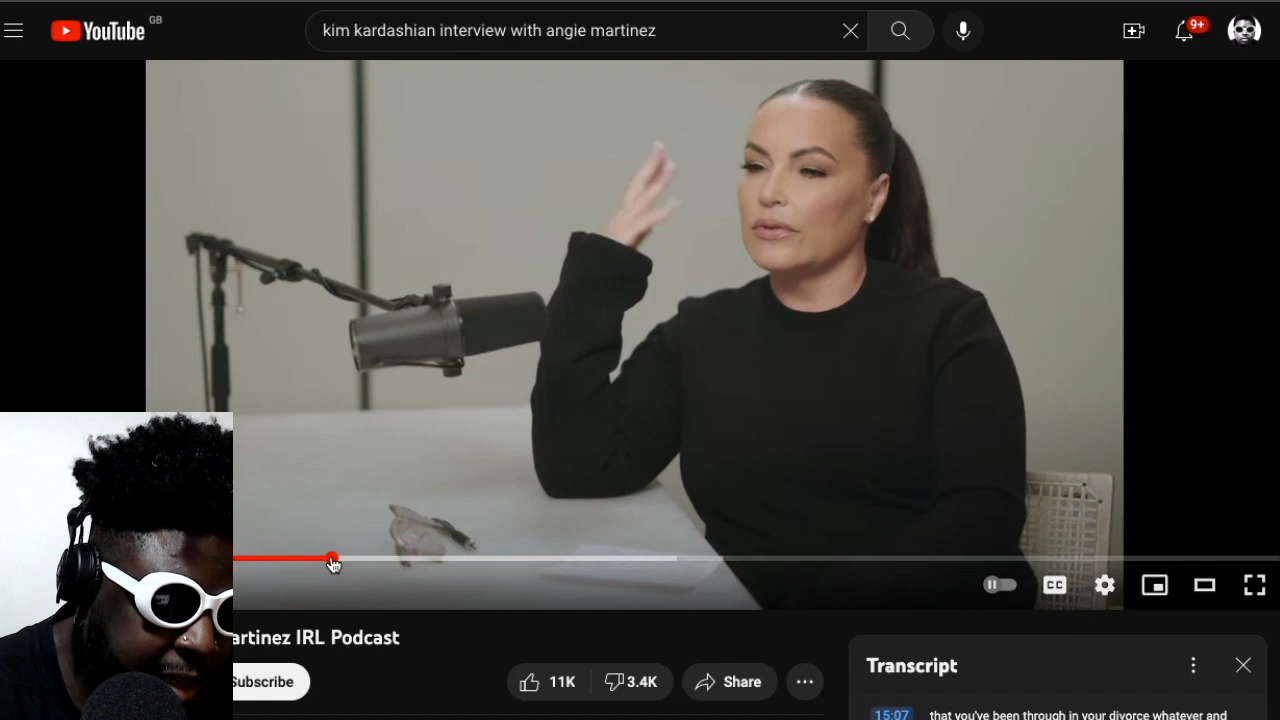 YouTube GB
kim kardashian interview with angie martinez
9+
CC
artinez IRL Podcast
Subscribe
11K
3.4K
Share
Transcript
15:07 that you've been through in your divorce whatever and